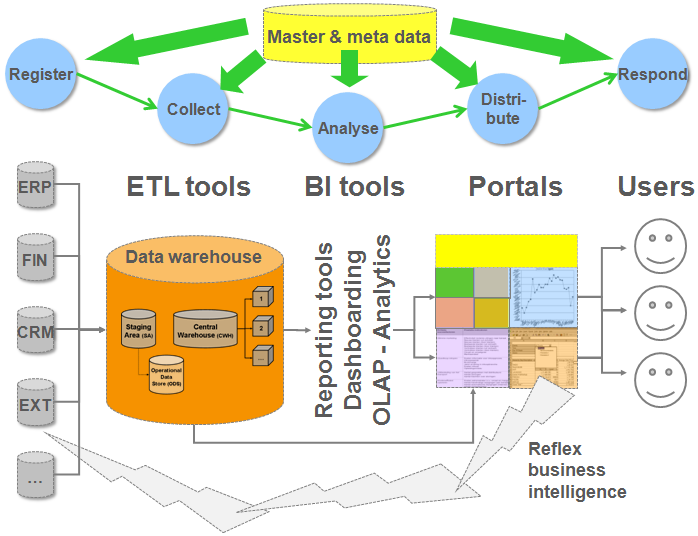 Master & meta data
Register
Collect
Analyse
Distri-
bute
Respond
ETL tools
BI tools
Portals
Users
ERP
FIN
CRM
EXT
...
Data warehouse
Staging
Area (SA)
Central
Warehouse (CWH)
Operational
Data
Store (ODS)
1
2
...
Reporting tools
Dashboarding
OLAP - Analytics
Reflex
business
intelligence